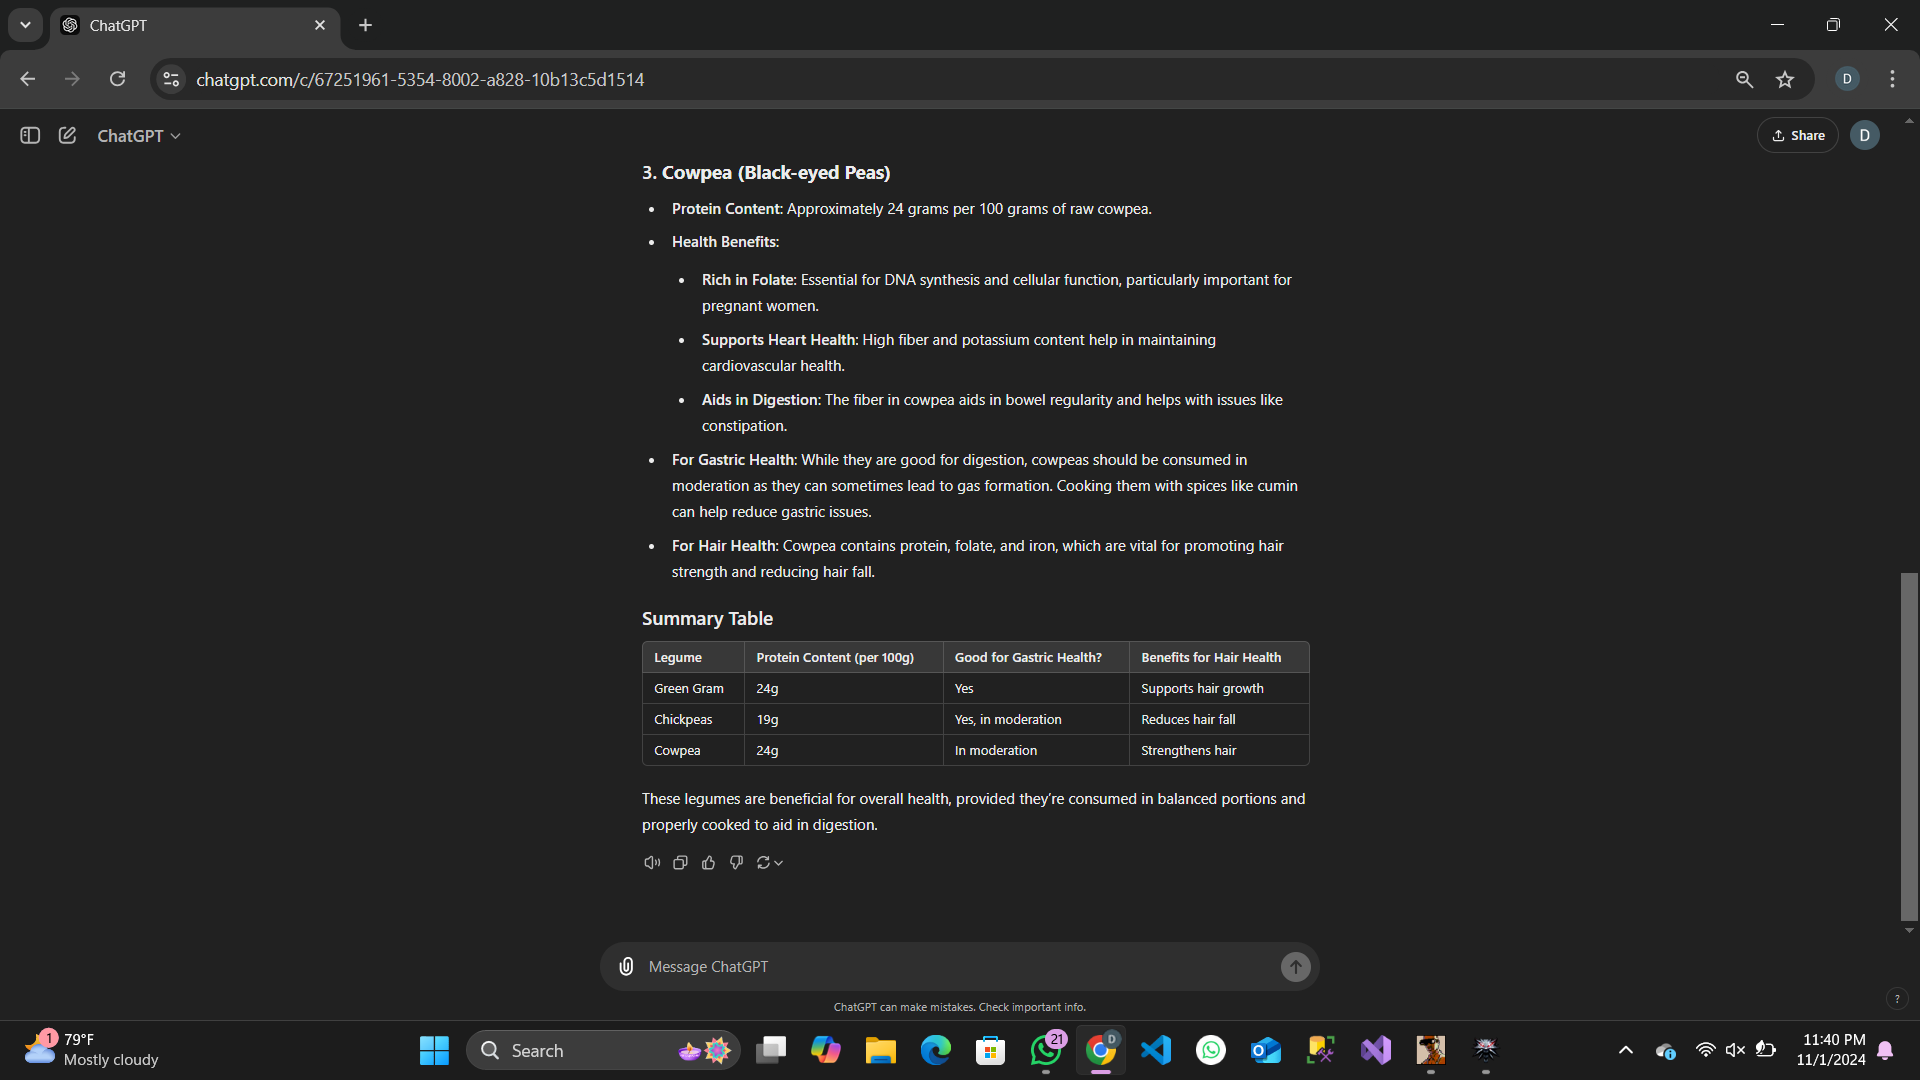 ChatGPT
chatgpt.com/c/67251961-5354-8002-a828-10b13c5d1514
D
ChatGPT
Share
D
3. Cowpea (Black-eyed Peas)
• Protein Content: Approximately 24 grams per 100 grams of raw cowpea.
• Health Benefits:
• Rich in Folate: Essential for DNA synthesis and cellular function, particularly important for
pregnant women.
• Supports Heart Health: High fiber and potassium content help in maintaining
cardiovascular health.
• Aids in Digestion: The fiber in cowpea aids in bowel regularity and helps with issues like
constipation.
• For Gastric Health: While they are good for digestion, cowpeas should be consumed in
moderation as they can sometimes lead to gas formation. Cooking them with spices like cumin
can help reduce gastric issues.
• For Hair Health: Cowpea contains protein, folate, and iron, which are vital for promoting hair
strength and reducing hair fall.
Summary Table
Legume Protein Content (per 100g) Good for Gastric Health? Benefits for Hair Health
Green Gram 24g Yes Supports hair growth
Chickpeas 19g Yes, in moderation Reduces hair fall
Cowpea 24g In moderation Strengthens hair
These legumes are beneficial for overall health, provided they're consumed in balanced portions and
properly cooked to aid in digestion.
Message ChatGPT
ChatGPT can make mistakes. Check important info.
?
1
79°F
Mostly cloudy
Search
21
D
11:40 PM
11/1/2024